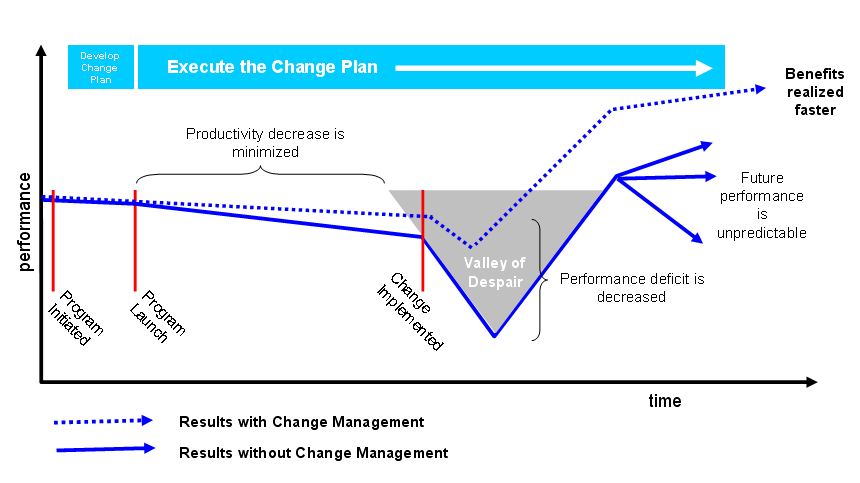 Develop
Change
Plan
Execute the Change Plan
Benefits
realized
faster
Productivity decrease is
minimized
Future
performance
is
unpredictable
performance
Valley of
Despair
Performance deficit is
decreased
Program
Initiated
Program
Launch
Change
Implemented
time
Results with Change Management
Results without Change Management